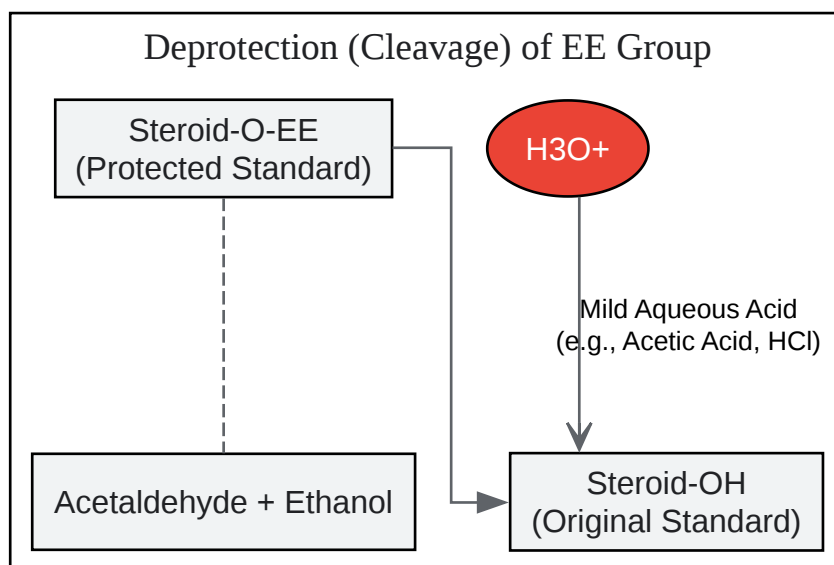 Deprotection (Cleavage) of EE Group
Steroid-O-EE
(Protected Standard)
H3O+
Mild Aqueous Acid
(e.g., Acetic Acid, HCl)
Acetaldehyde + Ethanol
Steroid-OH
(Original Standard)